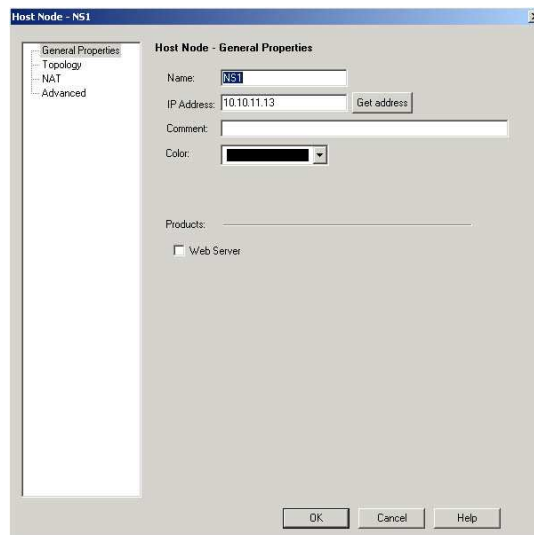 Host Node - NS1
General Properties
Topology
NAT
Advanced
Host Node - General Properties
Name: NS1
IP Address: 10.10.11.13 Get address
Comment:
Color:
Products:
Web Server
OK Cancel Help